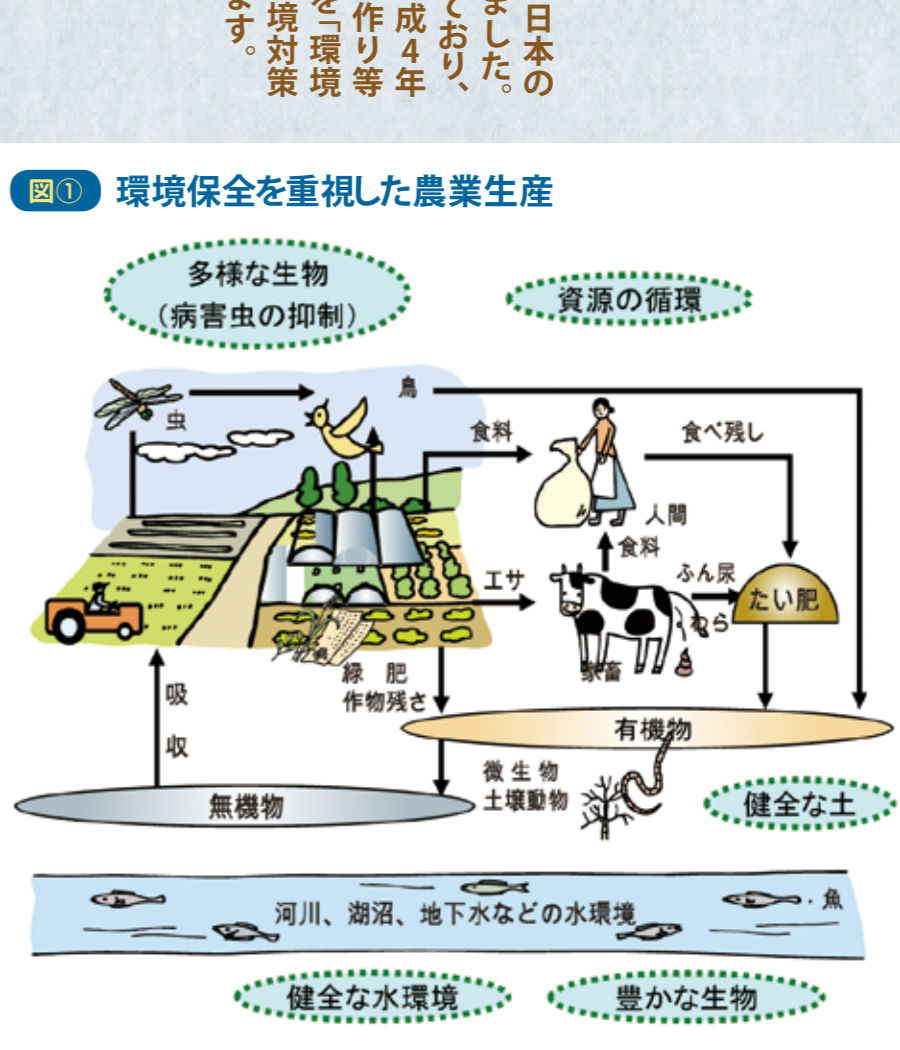 日本の
ました。
ており、
成4年
作り等
を「環境
境対策
ます。
図① 環境保全を重視した農業生産
多様な生物
（病害虫の抑制）
資源の循環
虫
鳥
食料
食べ残し
人間
食料
エサ
ふん尿
わら
たい肥
家畜
緑 肥
作物残さ
吸
収
有機物
微生物
土壌動物
無機物
健全な土
河川、湖沼、地下水などの水環境
魚
健全な水環境
豊かな生物